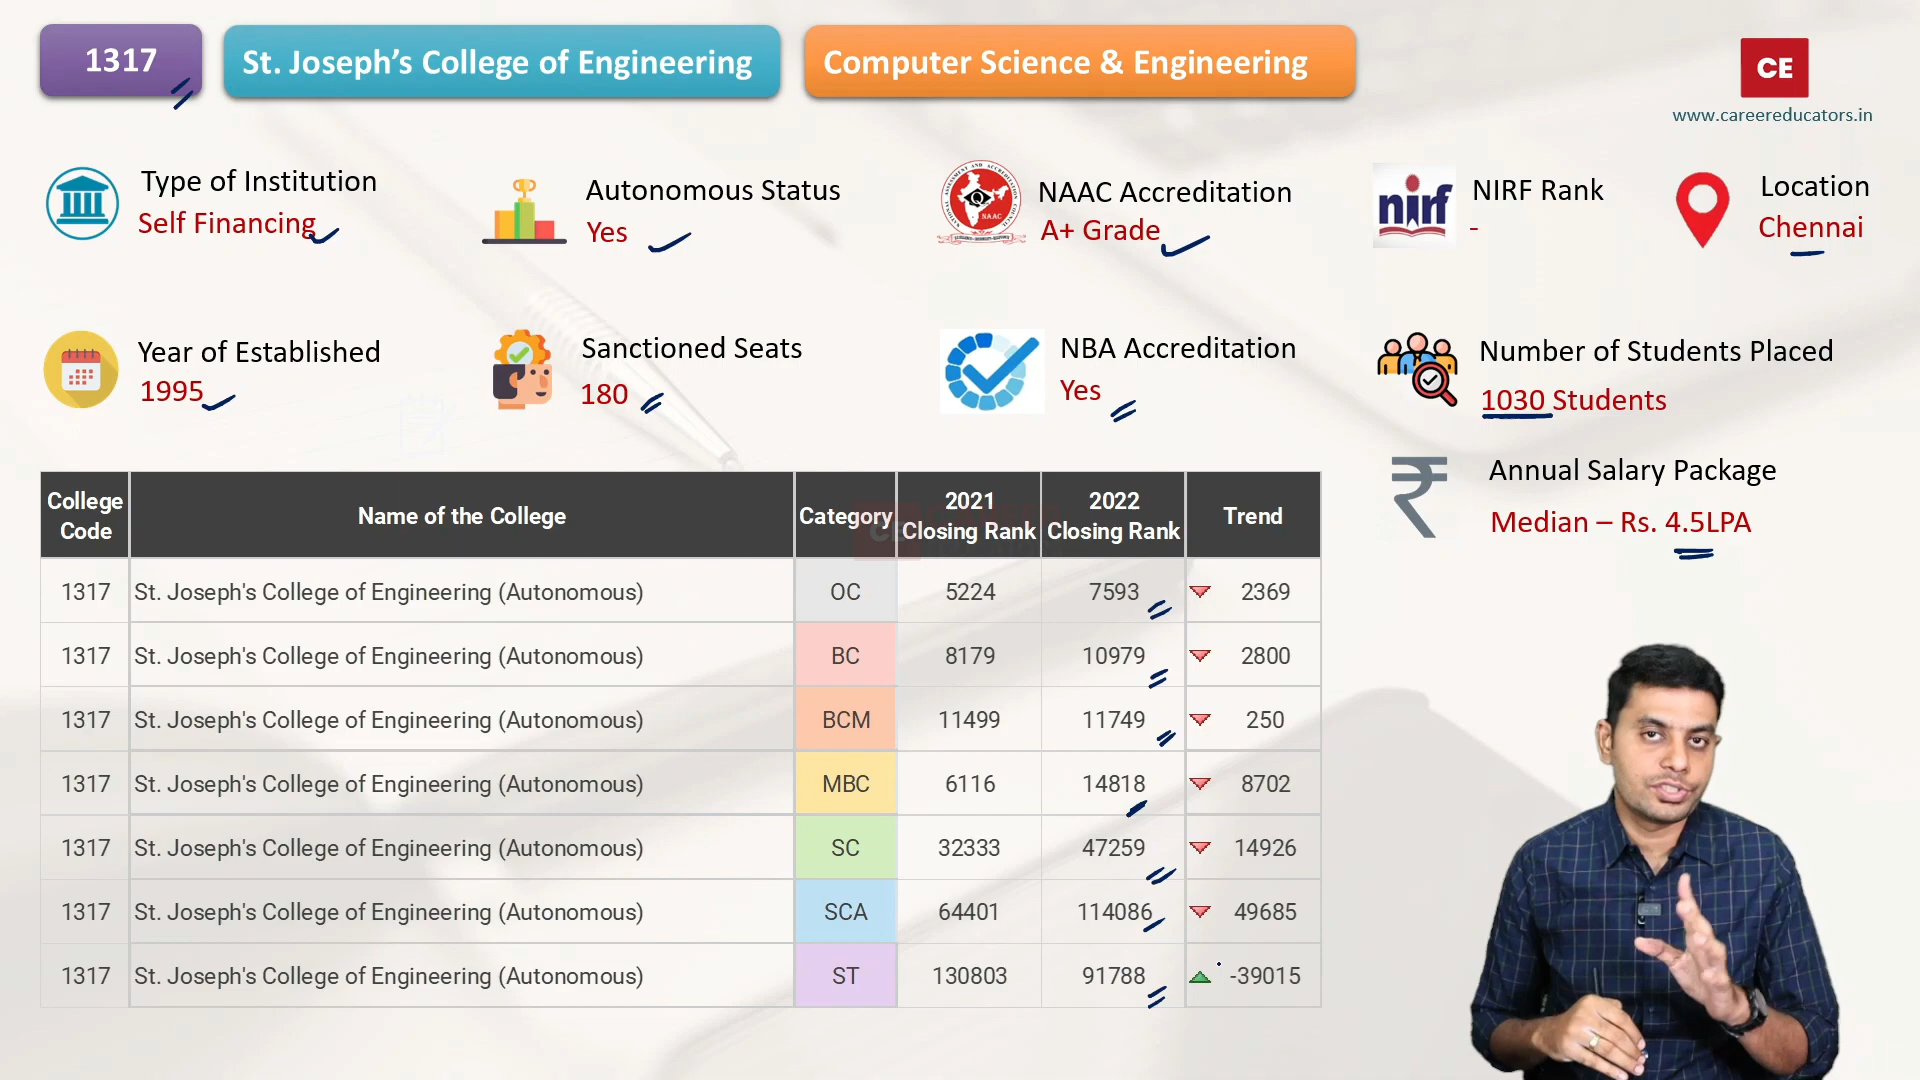 1317
St. Joseph’s College of Engineering
Computer Science & Engineering
CE
www.careereducators.in
Type of Institution
Self Financing
Autonomous Status
Yes
NAAC
NAAC Accreditation
A+ Grade
nirf
NIRF Rank
-
Location
Chennai
Year of Established
1995
Sanctioned Seats
180
NBA Accreditation
Yes
Number of Students Placed
1030 Students
Annual Salary Package
Median – Rs. 4.5LPA
College Code Name of the College Category 2021 Closing Rank 2022 Closing Rank Trend
1317 St. Joseph's College of Engineering (Autonomous) OC 5224 7593 2369
1317 St. Joseph's College of Engineering (Autonomous) BC 8179 10979 2800
1317 St. Joseph's College of Engineering (Autonomous) BCM 11499 11749 250
1317 St. Joseph's College of Engineering (Autonomous) MBC 6116 14818 8702
1317 St. Joseph's College of Engineering (Autonomous) SC 32333 47259 14926
1317 St. Joseph's College of Engineering (Autonomous) SCA 64401 114086 49685
1317 St. Joseph's College of Engineering (Autonomous) ST 130803 91788 -39015